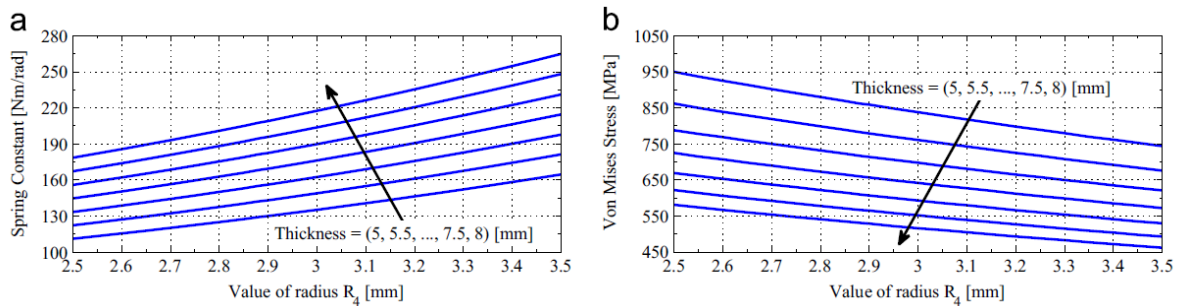 a
Spring Constant [Nm/rad]
280
250
220
190
160
130
100
Thickness = (5, 5.5, ..., 7.5, 8) [mm]
2.5 2.6 2.7 2.8 2.9 3 3.1 3.2 3.3 3.4 3.5
Value of radius R4 [mm]
b
Von Mises Stress [MPa]
1050
950
850
750
650
550
450
Thickness = (5, 5.5, ..., 7.5, 8) [mm]
2.5 2.6 2.7 2.8 2.9 3 3.1 3.2 3.3 3.4 3.5
Value of radius R4 [mm]